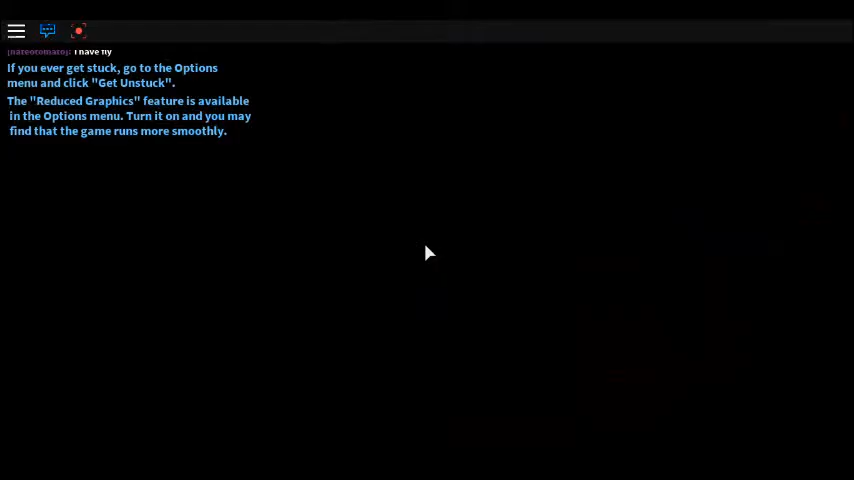 I have fly
If you ever get stuck, go to the Options
menu and click "Get Unstuck".
The "Reduced Graphics" feature is available
in the Options menu. Turn it on and you may
find that the game runs more smoothly.